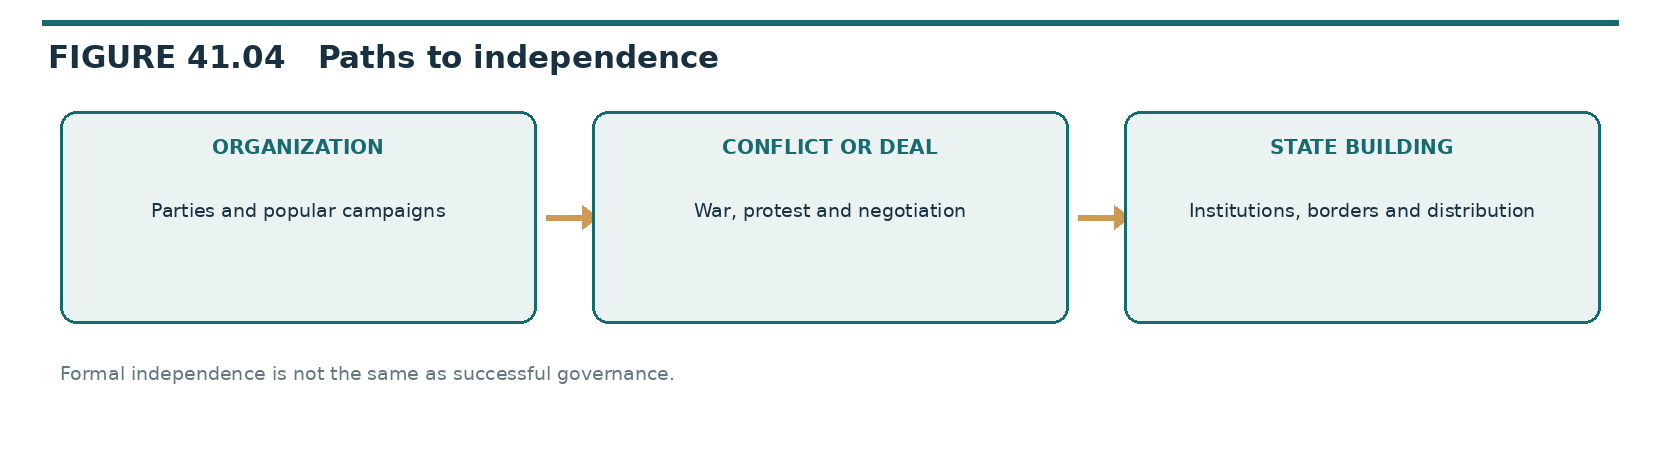 FIGURE 41.04   Paths to independence
ORGANIZATION
Parties and popular campaigns
CONFLICT OR DEAL
War, protest and negotiation
STATE BUILDING
Institutions, borders and distribution
Formal independence is not the same as successful governance.